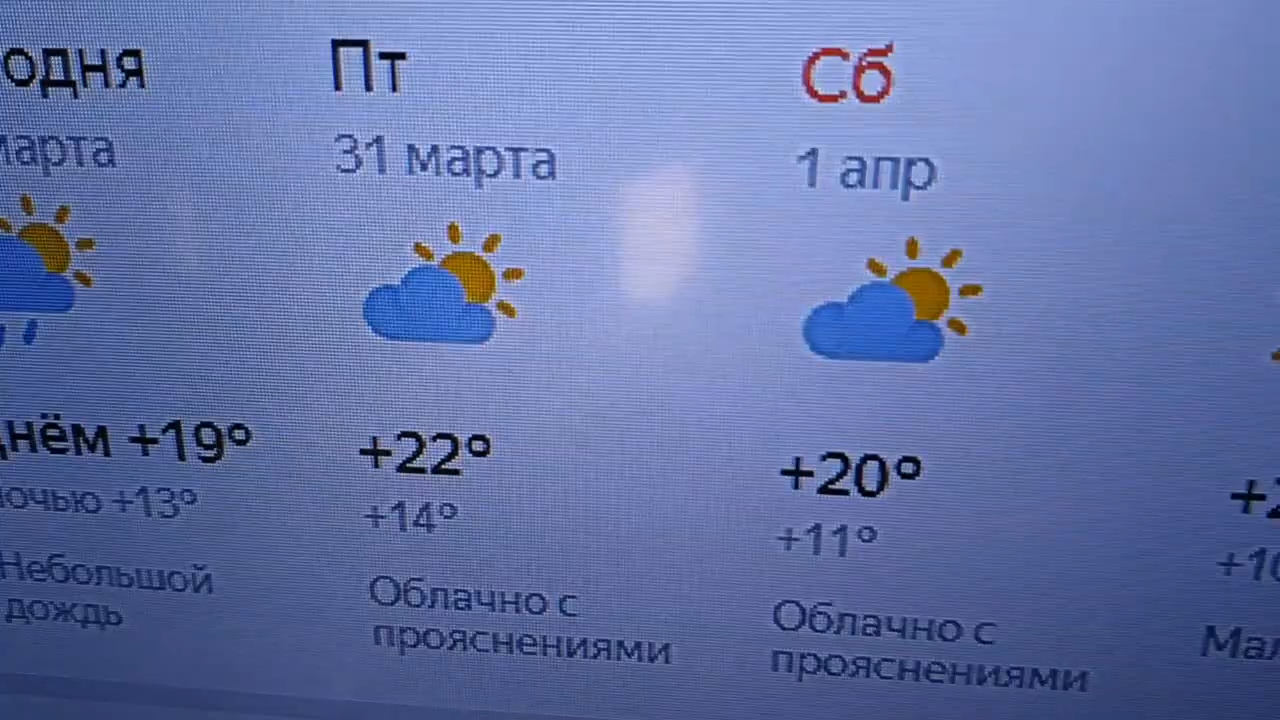 одня
марта
днём +19°
ночью +13°
Небольшой
дождь
Пт
31 марта
+22°
+14°
Облачно с
прояснениями
Сб
1 апр
+20°
+11°
Облачно с
прояснениями